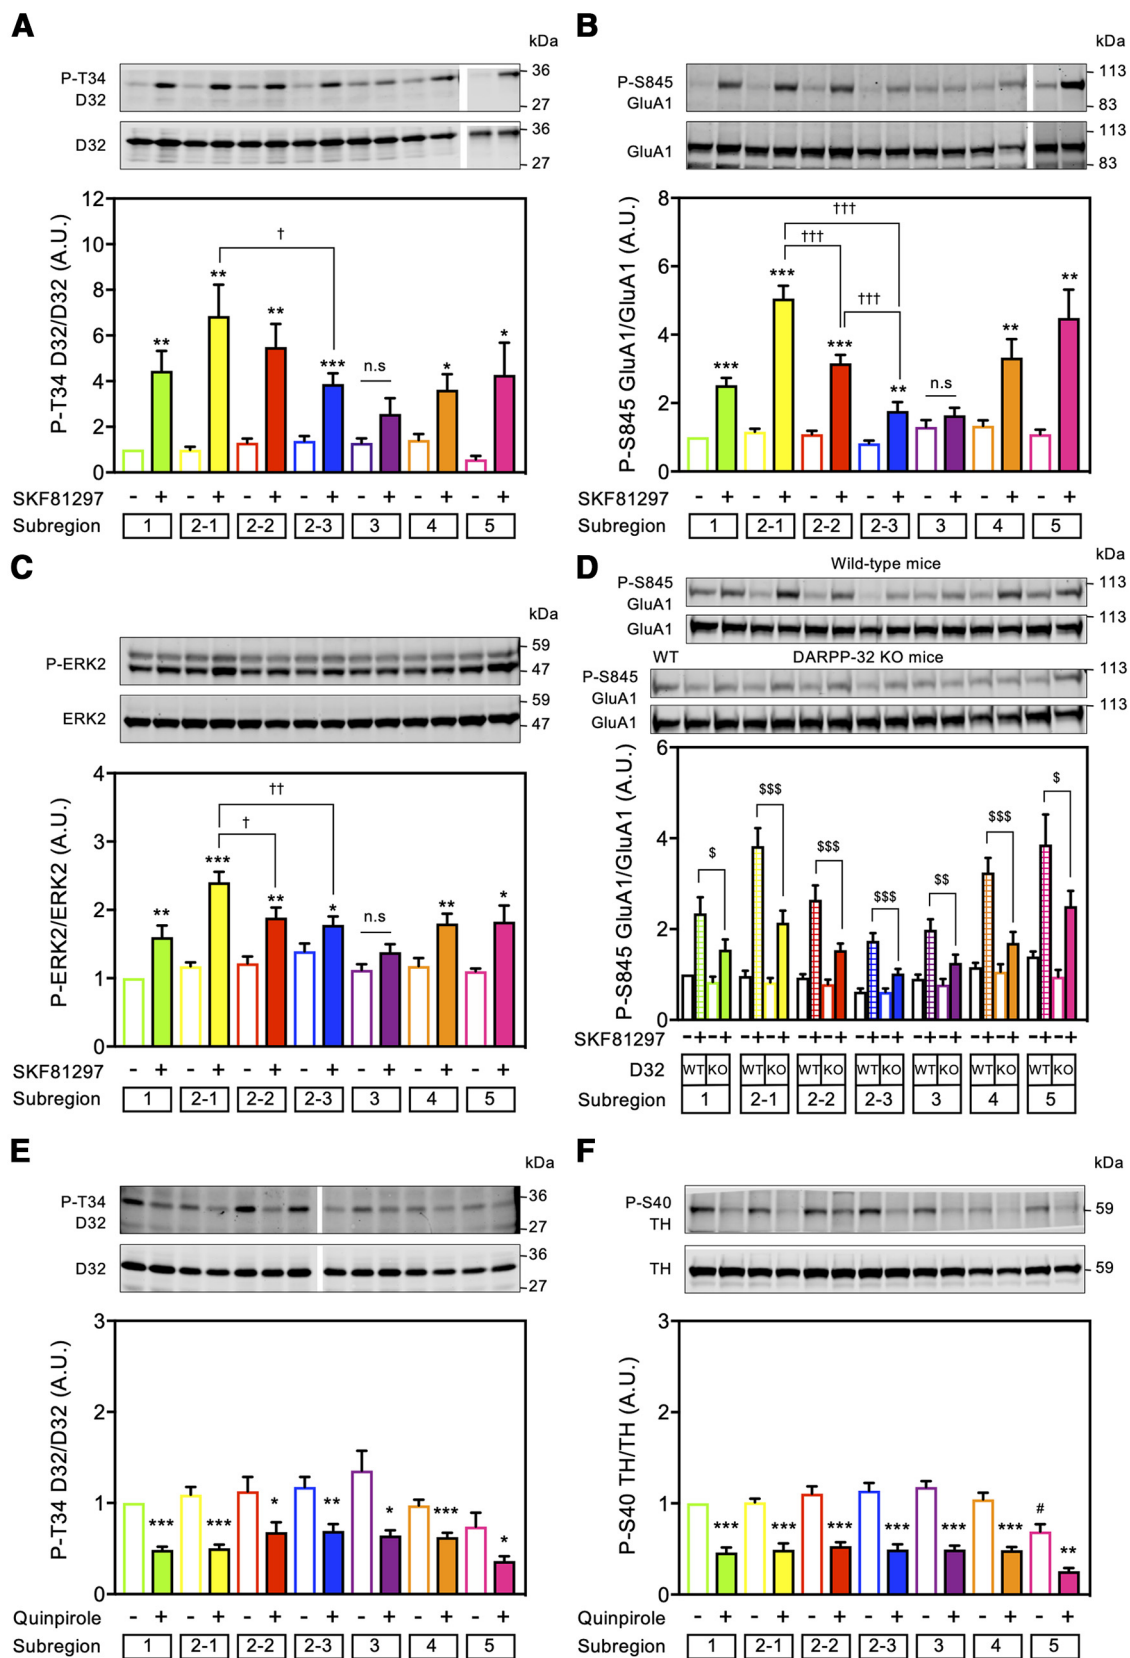 A
kDa
P-T34
D32
36
27
D32
36
27
P-T34 D32/D32 (A.U.)
12
10
8
6
4
2
0
†
** ** ** *** n.s * *
SKF81297 - + - + - + - + - + - + - +
Subregion 1 2-1 2-2 2-3 3 4 5
B
kDa
P-S845
GluA1
113
83
GluA1
113
83
P-S845 GluA1/GluA1 (A.U.)
8
6
4
2
0
†††
†††
†††
*** *** *** ** n.s ** **
SKF81297 - + - + - + - + - + - + - +
Subregion 1 2-1 2-2 2-3 3 4 5
C
kDa
P-ERK2
59
47
ERK2
59
47
P-ERK2/ERK2 (A.U.)
4
3
2
1
0
††
†
** *** ** * n.s ** *
SKF81297 - + - + - + - + - + - + - +
Subregion 1 2-1 2-2 2-3 3 4 5
D
Wild-type mice
kDa
P-S845
GluA1
113
GluA1
113
WT DARPP-32 KO mice
P-S845
GluA1
113
GluA1
113
P-S845 GluA1/GluA1 (A.U.)
6
4
2
0
$ $$$ $$$ $$$ $$ $$$ $
SKF81297 -+-+ -+-+ -+-+ -+-+ -+-+ -+-+ -+-+
D32 WT KO WT KO WT KO WT KO WT KO WT KO WT KO
Subregion 1 2-1 2-2 2-3 3 4 5
E
kDa
P-T34
D32
36
27
D32
36
27
P-T34 D32/D32 (A.U.)
3
2
1
0
*** *** * ** * *** *
Quinpirole - + - + - + - + - + - + - +
Subregion 1 2-1 2-2 2-3 3 4 5
F
kDa
P-S40
TH
59
TH
59
P-S40 TH/TH (A.U.)
3
2
1
0
*** *** *** *** *** *** # **
Quinpirole - + - + - + - + - + - + - +
Subregion 1 2-1 2-2 2-3 3 4 5